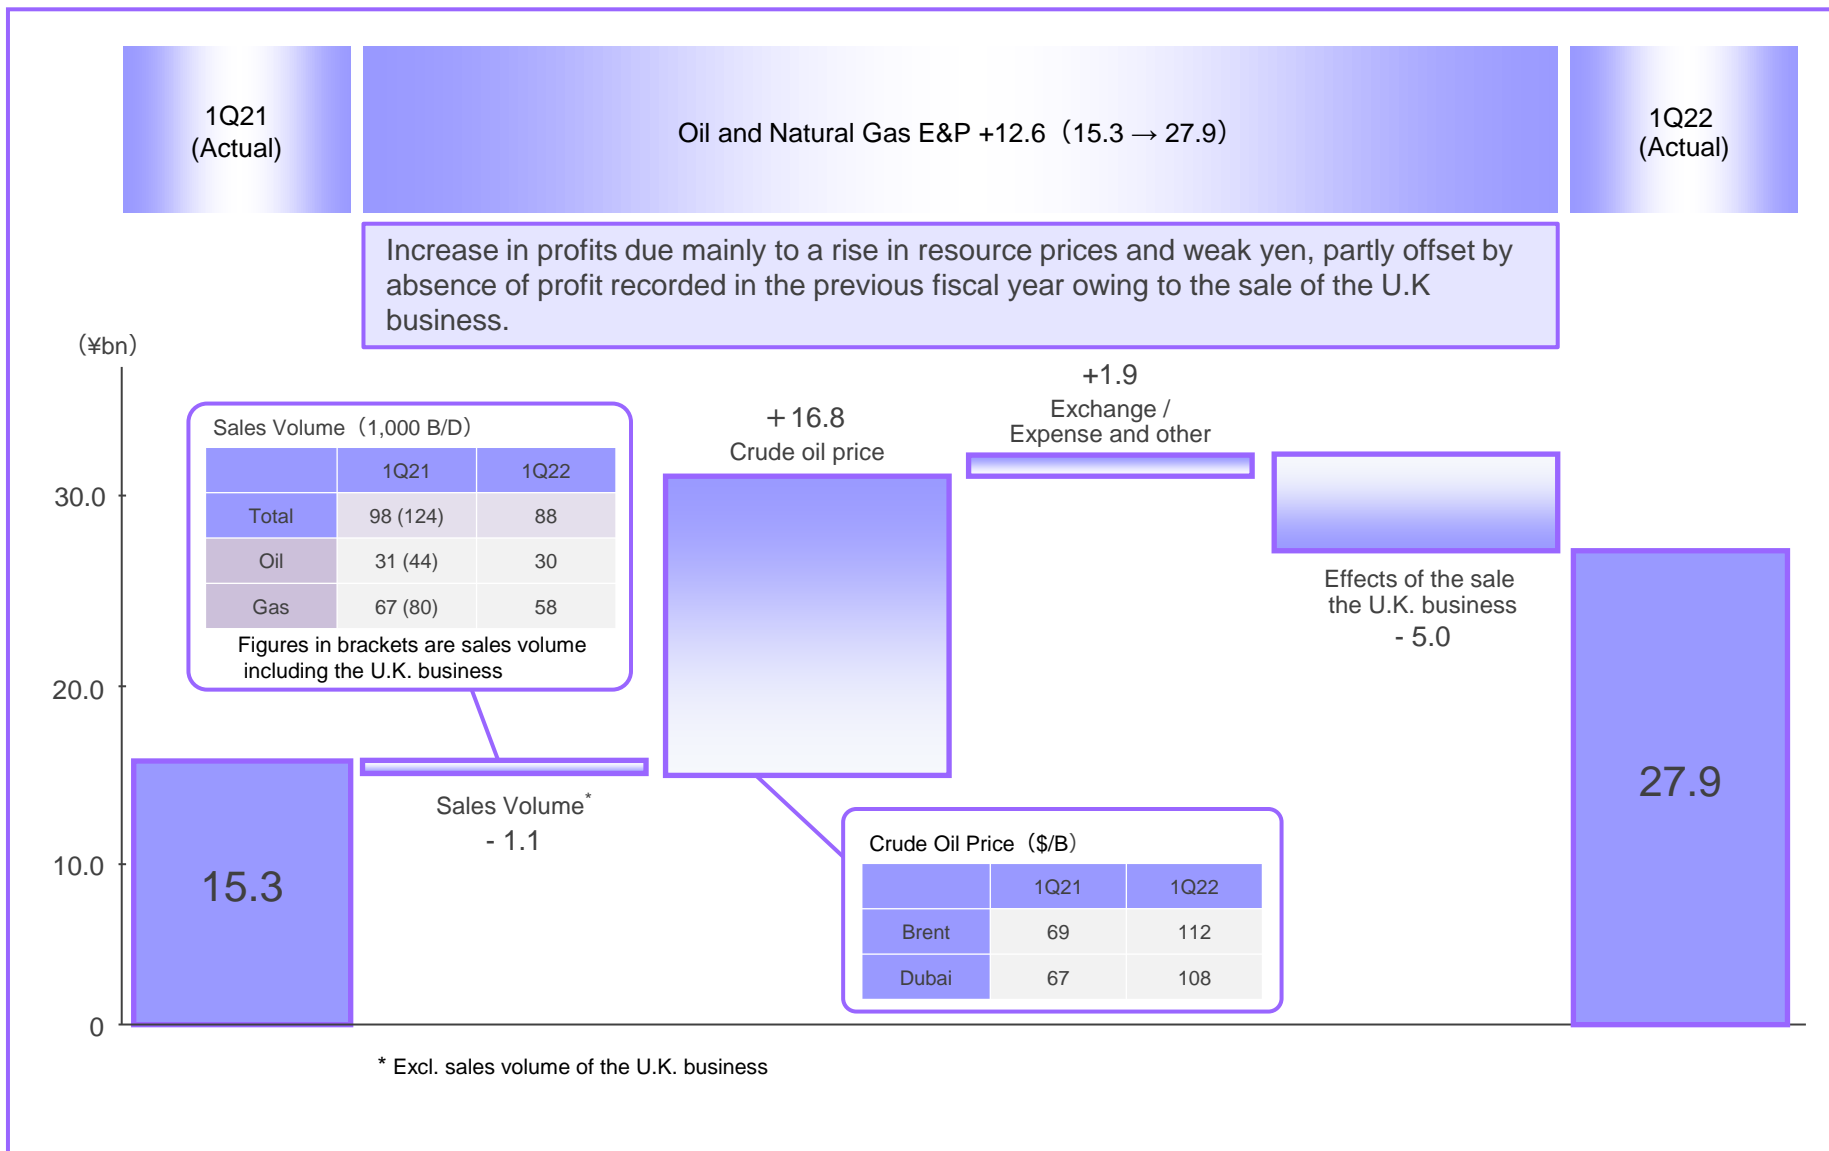 1Q21
(Actual)
Oil and Natural Gas E&P +12.6（15.3 → 27.9）
1Q22
(Actual)
Increase in profits due mainly to a rise in resource prices and weak yen, partly offset by
absence of profit recorded in the previous fiscal year owing to the sale of the U.K
business.
（¥bn）
+1.9
Exchange /
Expense and other
＋16.8
Crude oil price
Sales Volume（1,000 B/D）
1Q21 1Q22
Total 98 (124) 88
Oil 31 (44) 30
Gas 67 (80) 58
Figures in brackets are sales volume
including the U.K. business
30.0
20.0
10.0
0
Effects of the sale
the U.K. business
- 5.0
15.3
Sales Volume*
- 1.1
27.9
Crude Oil Price（$/B）
1Q21 1Q22
Brent 69 112
Dubai 67 108
* Excl. sales volume of the U.K. business